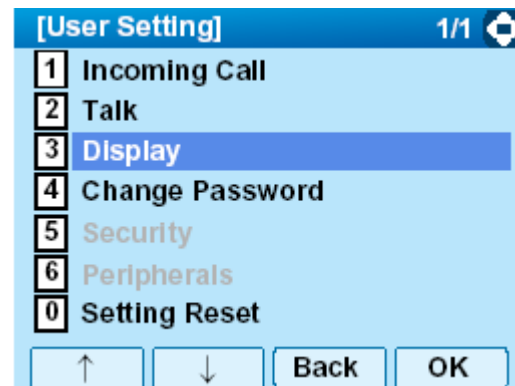 [User Setting] 1/1
1 Incoming Call
2 Talk
3 Display
4 Change Password
5 Security
6 Peripherals
0 Setting Reset
↑ ↓ Back OK